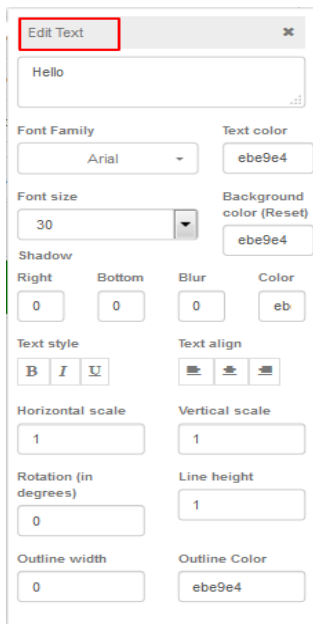 Edit Text ×
Hello
Font Family Text color
Arial ebe9e4
Font size Background
color (Reset)
30
ebe9e4
Shadow
Right Bottom Blur Color
0 0 0 eb
Text style Text align
B I U
Horizontal scale Vertical scale
1 1
Rotation (in
degrees) Line height
0 1
Outline width Outline Color
0 ebe9e4